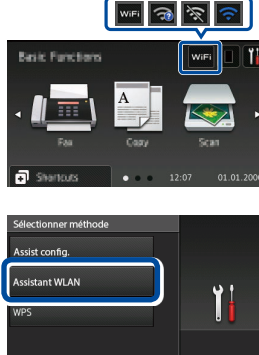 WiFi
Basic Functions
WiFi
A
Fax
Copy
Scan
Shortcuts
12:07
01.01.200
Sélectionner méthode
Assist config.
Assistant WLAN
WPS